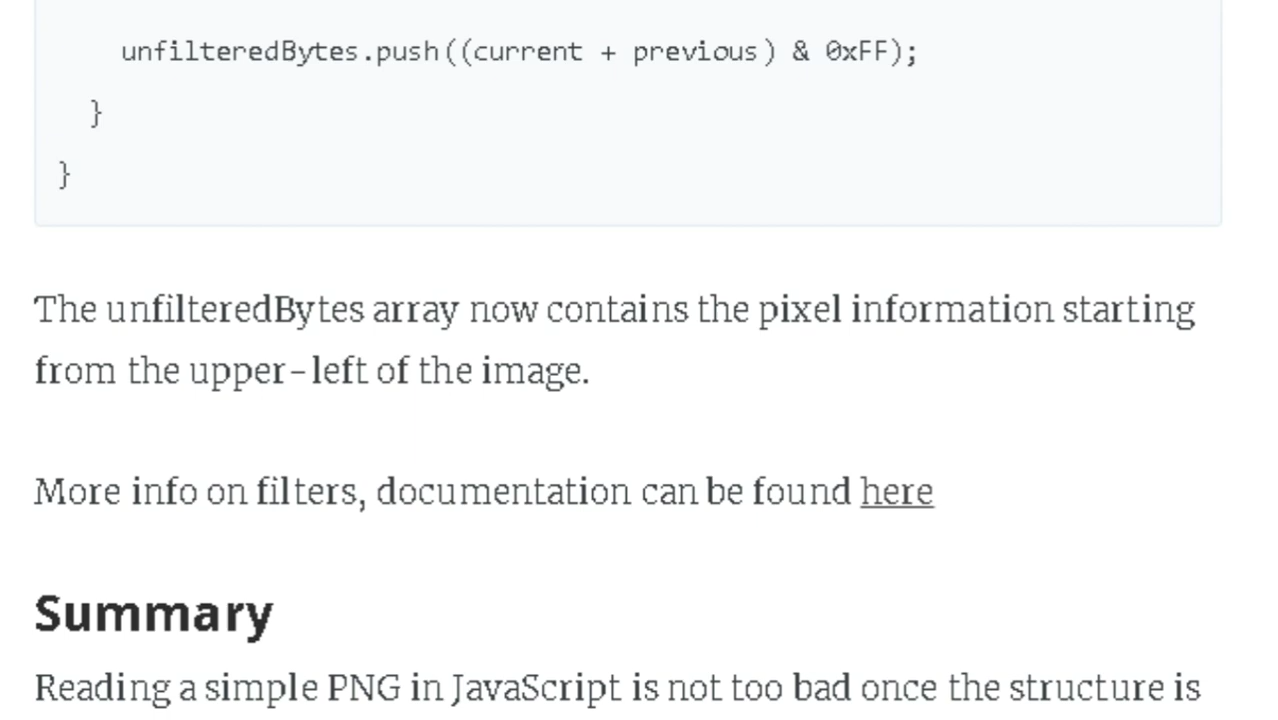 unfilteredBytes.push((current + previous) & 0xFF);
}
}
The unfilteredBytes array now contains the pixel information starting
from the upper-left of the image.
More info on filters, documentation can be found here
Summary
Reading a simple PNG in JavaScript is not too bad once the structure is